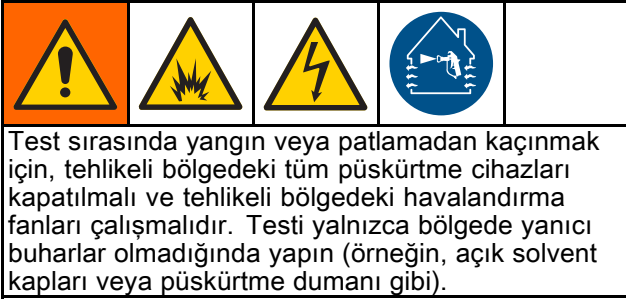 Test sırasında yangın veya patlamadan kaçınmak
için, tehlikeli bölgedeki tüm püskürtme cihazları
kapatılmalı ve tehlikeli bölgedeki havalandırma
fanları çalışmalıdır. Testi yalnızca bölgede yanıcı
buharlar olmadığında yapın (örneğin, açık solvent
kapları veya püskürtme dumanı gibi).